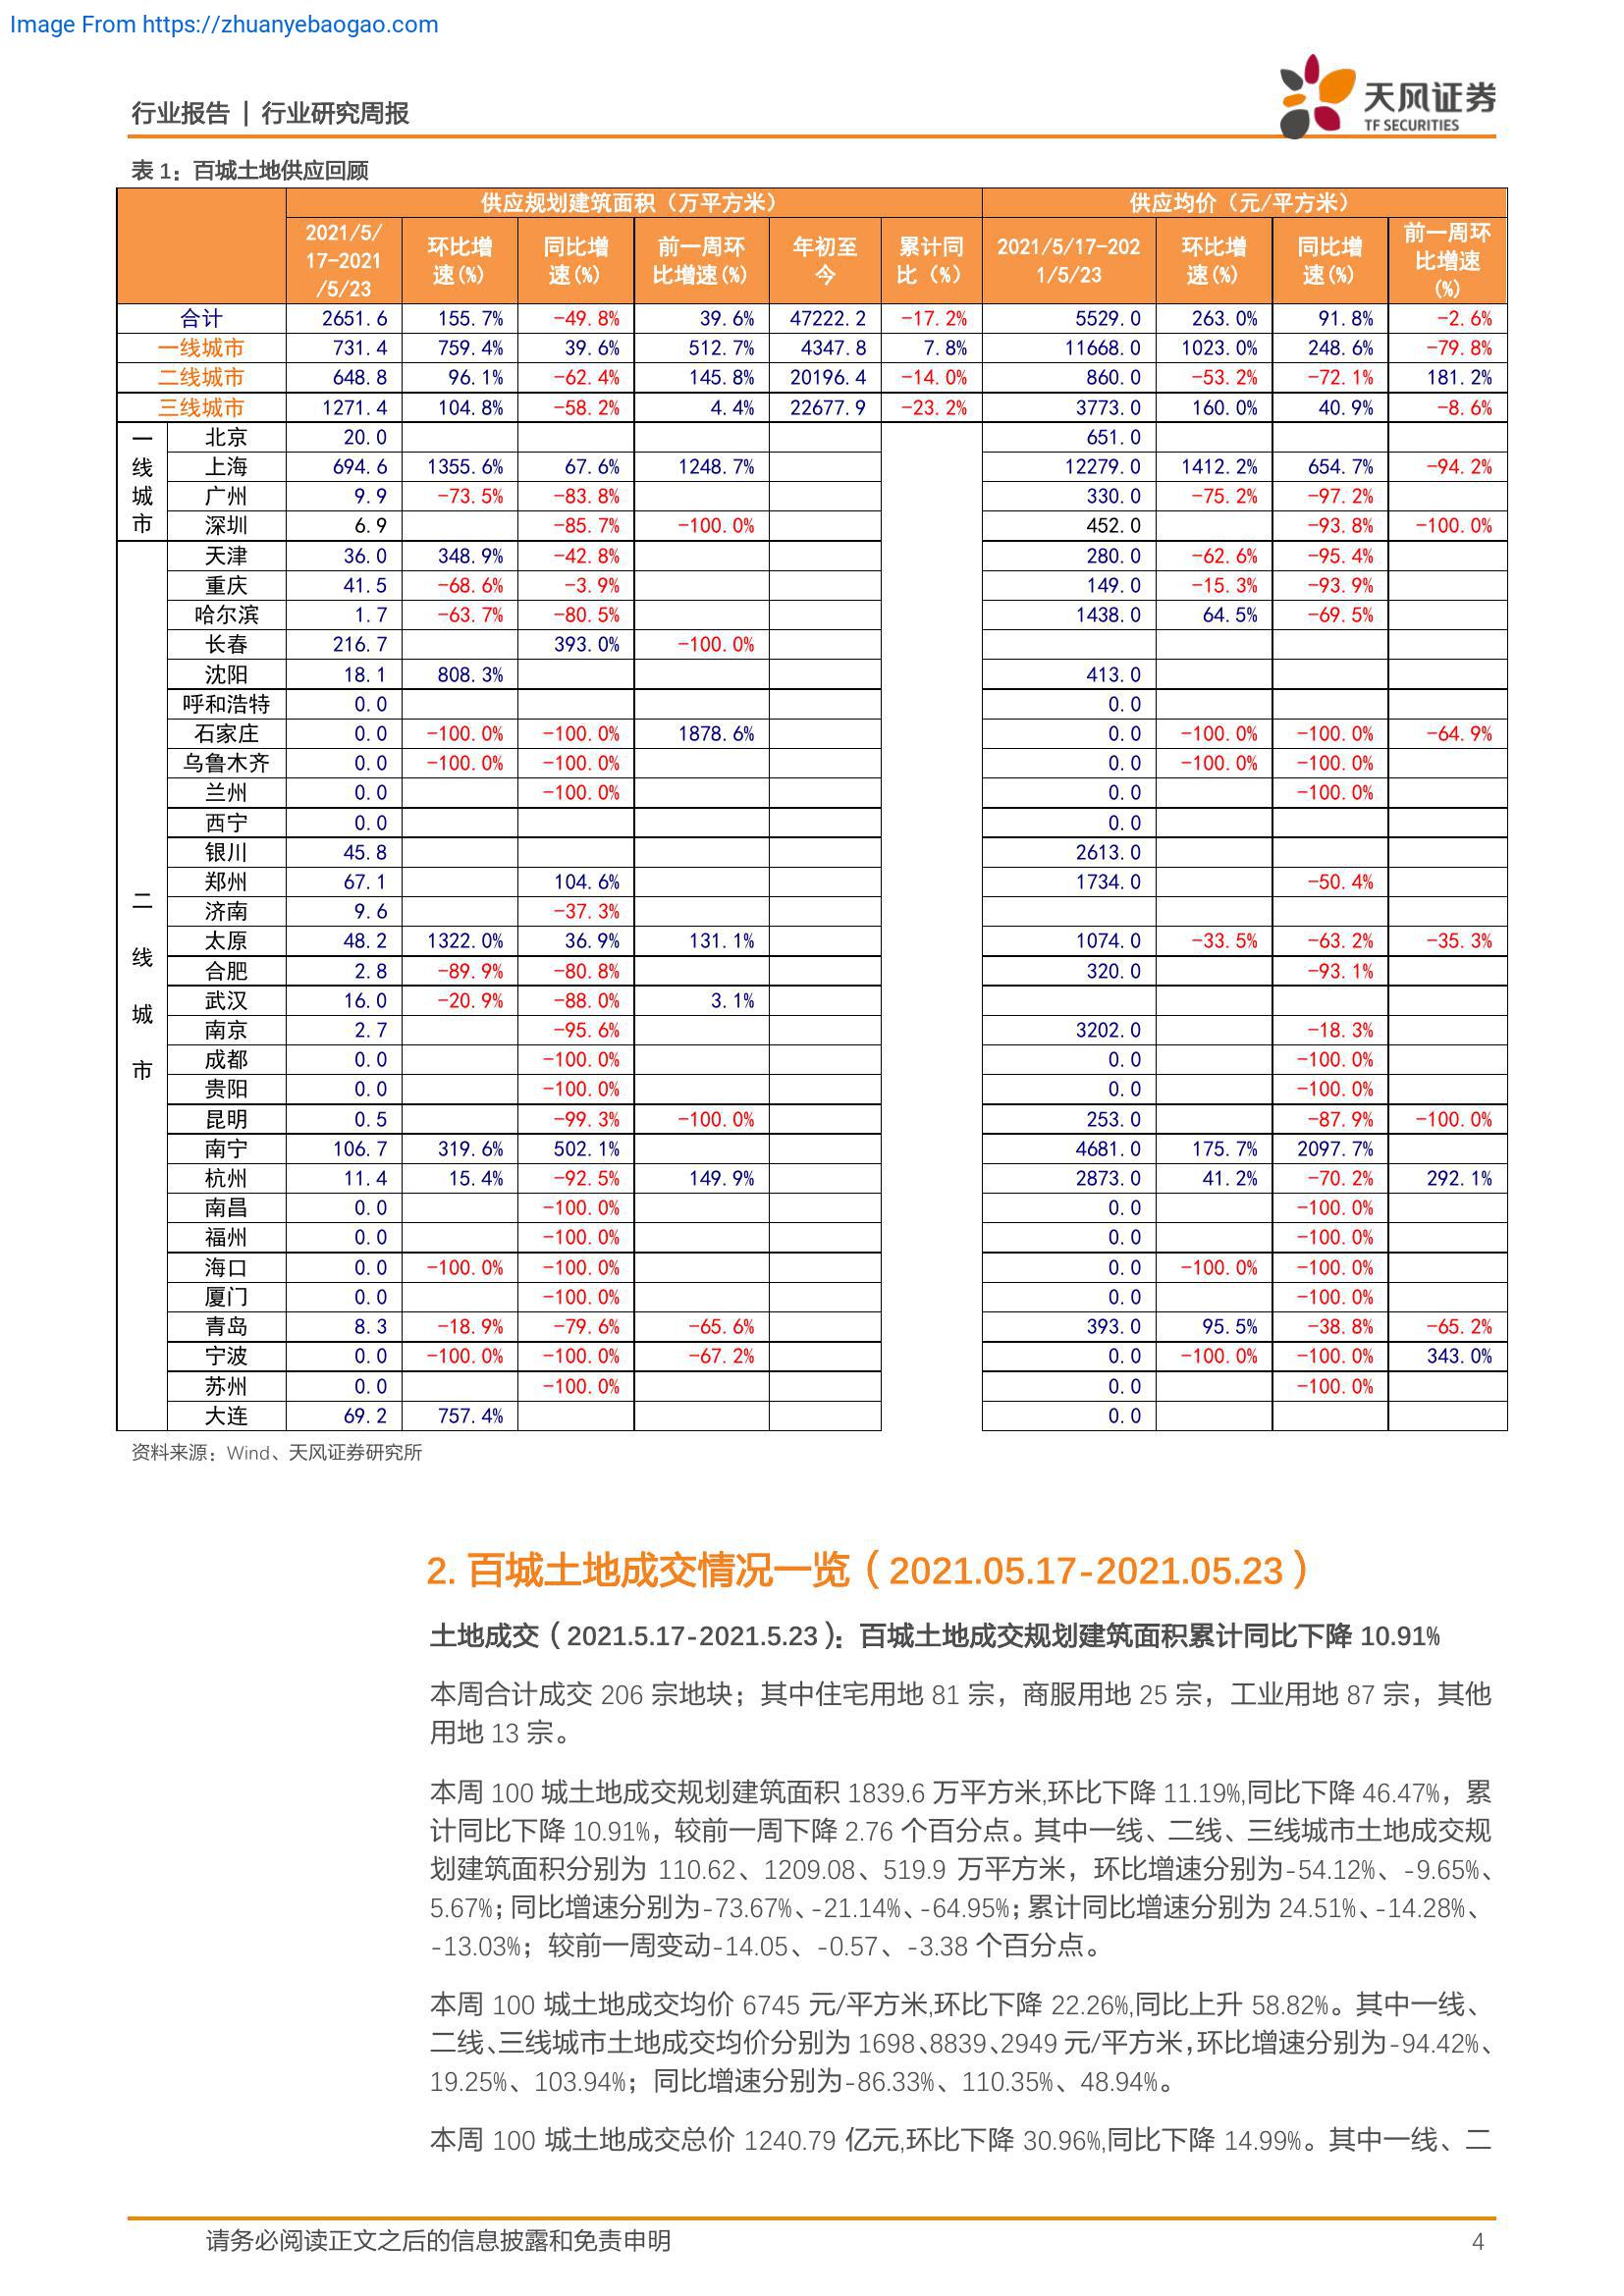 Image From https://zhuanyebaogao.com
行业报告 | 行业研究周报
天风证券
TF SECURITIES
表 1：百城土地供应回顾
供应规划建筑面积（万平方米） 供应均价（元/平方米）
2021/5/17-2021/5/23 环比增速(%) 同比增速(%) 前一周环比增速(%) 年初至今 累计同比（%） 2021/5/17-2021/5/23 环比增速(%) 同比增速(%) 前一周环比增速(%)
合计 2651.6 155.7% -49.8% 39.6% 47222.2 -17.2% 5529.0 263.0% 91.8% -2.6%
一线城市 731.4 759.4% 39.6% 512.7% 4347.8 7.8% 11668.0 1023.0% 248.6% -79.8%
二线城市 648.8 96.1% -62.4% 145.8% 20196.4 -14.0% 860.0 -53.2% -72.1% 181.2%
三线城市 1271.4 104.8% -58.2% 4.4% 22677.9 -23.2% 3773.0 160.0% 40.9% -8.6%
一线城市
北京 20.0 651.0
上海 694.6 1355.6% 67.6% 1248.7% 12279.0 1412.2% 654.7% -94.2%
广州 9.9 -73.5% -83.8% 330.0 -75.2% -97.2%
深圳 6.9 -85.7% -100.0% 452.0 -93.8% -100.0%
二线城市
天津 36.0 348.9% -42.8% 280.0 -62.6% -95.4%
重庆 41.5 -68.6% -3.9% 149.0 -15.3% -93.9%
哈尔滨 1.7 -63.7% -80.5% 1438.0 64.5% -69.5%
长春 216.7 393.0% -100.0%
沈阳 18.1 808.3% 413.0
呼和浩特 0.0 0.0
石家庄 0.0 -100.0% -100.0% 1878.6% 0.0 -100.0% -100.0% -64.9%
乌鲁木齐 0.0 -100.0% -100.0% 0.0 -100.0% -100.0%
兰州 0.0 -100.0% 0.0 -100.0%
西宁 0.0 0.0
银川 45.8 2613.0
郑州 67.1 104.6% 1734.0 -50.4%
济南 9.6 -37.3%
太原 48.2 1322.0% 36.9% 131.1% 1074.0 -33.5% -63.2% -35.3%
合肥 2.8 -89.9% -80.8% 320.0 -93.1%
武汉 16.0 -20.9% -88.0% 3.1%
南京 2.7 -95.6% 3202.0 -18.3%
成都 0.0 -100.0% 0.0 -100.0%
贵阳 0.0 -100.0% 0.0 -100.0%
昆明 0.5 -99.3% -100.0% 253.0 -87.9% -100.0%
南宁 106.7 319.6% 502.1% 4681.0 175.7% 2097.7%
杭州 11.4 15.4% -92.5% 149.9% 2873.0 41.2% -70.2% 292.1%
南昌 0.0 -100.0% 0.0 -100.0%
福州 0.0 -100.0% 0.0 -100.0%
海口 0.0 -100.0% -100.0% 0.0 -100.0% -100.0%
厦门 0.0 -100.0% 0.0 -100.0%
青岛 8.3 -18.9% -79.6% -65.6% 393.0 95.5% -38.8% -65.2%
宁波 0.0 -100.0% -100.0% -67.2% 0.0 -100.0% -100.0% 343.0%
苏州 0.0 -100.0% 0.0 -100.0%
大连 69.2 757.4% 0.0
资料来源：Wind、天风证券研究所
2. 百城土地成交情况一览（2021.05.17-2021.05.23）
土地成交（2021.5.17-2021.5.23）：百城土地成交规划建筑面积累计同比下降 10.91%
本周合计成交 206 宗地块；其中住宅用地 81 宗，商服用地 25 宗，工业用地 87 宗，其他
用地 13 宗。
本周 100 城土地成交规划建筑面积 1839.6 万平方米,环比下降 11.19%,同比下降 46.47%，累
计同比下降 10.91%，较前一周下降 2.76 个百分点。其中一线、二线、三线城市土地成交规
划建筑面积分别为 110.62、1209.08、519.9 万平方米，环比增速分别为-54.12%、-9.65%、
5.67%；同比增速分别为-73.67%、-21.14%、-64.95%；累计同比增速分别为 24.51%、-14.28%、
-13.03%；较前一周变动-14.05、-0.57、-3.38 个百分点。
本周 100 城土地成交均价 6745 元/平方米,环比下降 22.26%,同比上升 58.82%。其中一线、
二线、三线城市土地成交均价分别为 1698、8839、2949 元/平方米，环比增速分别为-94.42%、
19.25%、103.94%；同比增速分别为-86.33%、110.35%、48.94%。
本周 100 城土地成交总价 1240.79 亿元,环比下降 30.96%,同比下降 14.99%。其中一线、二
请务必阅读正文之后的信息披露和免责申明 4